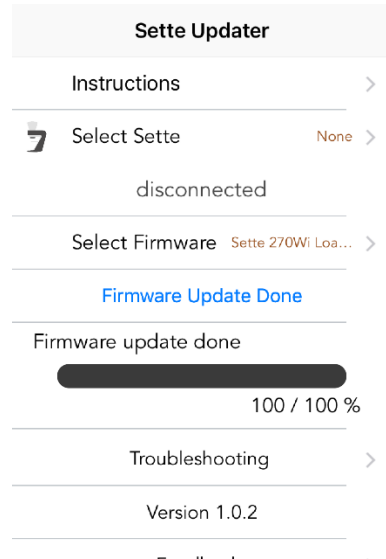 Sette Updater
Instructions
Select Sette None
disconnected
Select Firmware Sette 270Wi Loa...
Firmware Update Done
Firmware update done
100 / 100 %
Troubleshooting
Version 1.0.2